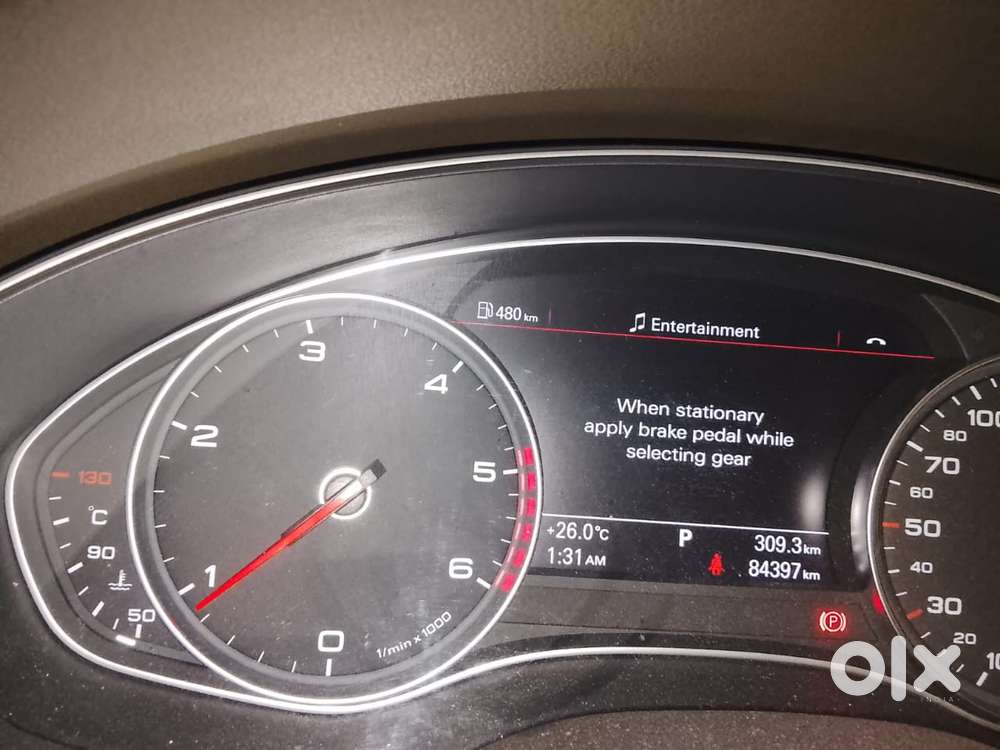 480 km
Entertainment
When stationary
apply brake pedal while
selecting gear
+26.0°C
P
309.3 km
1:31 AM
84397 km
0
1
2
3
4
5
6
1/min x 1000
130
°C
90
50
100
80
70
60
50
40
30
20
10
(P)
olx
INDIA